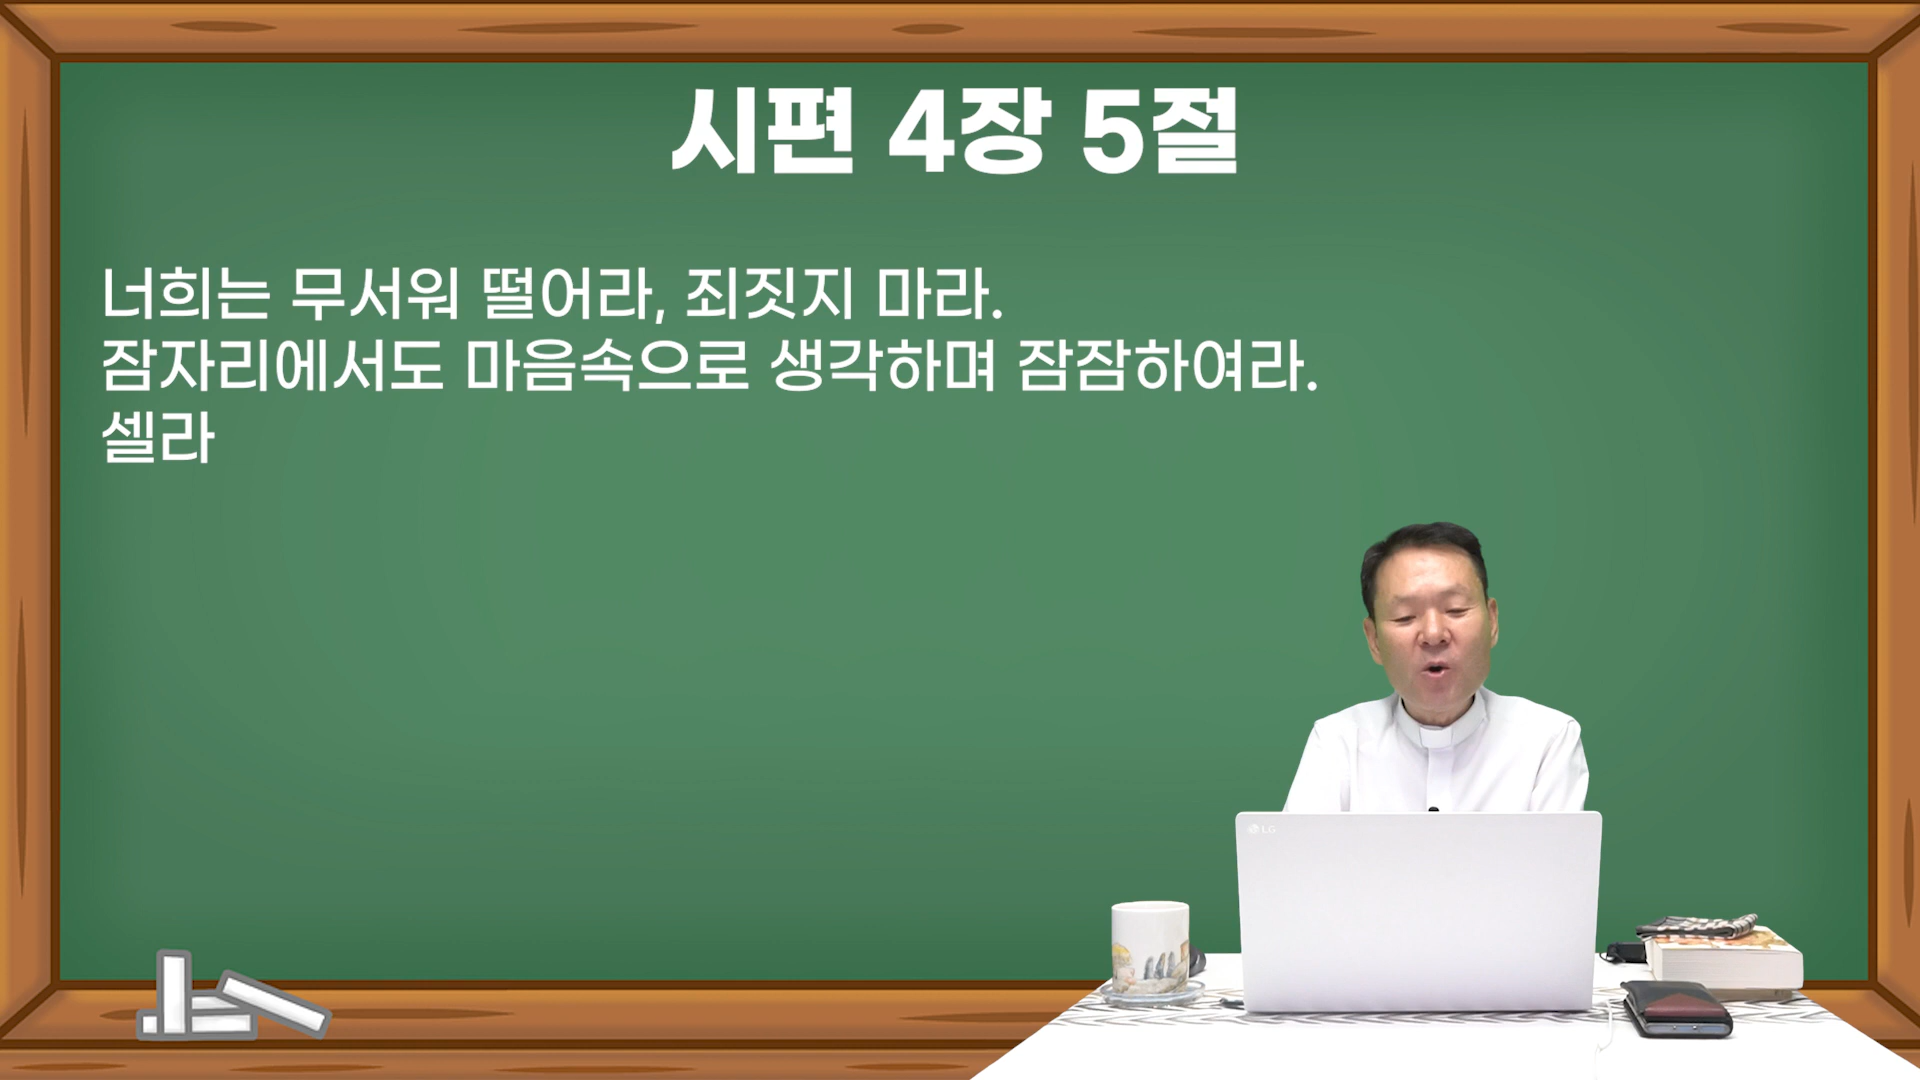 시편 4장 5절
너희는 무서워 떨어라, 죄짓지 마라.
잠자리에서도 마음속으로 생각하며 잠잠하여라.
셀라
LG